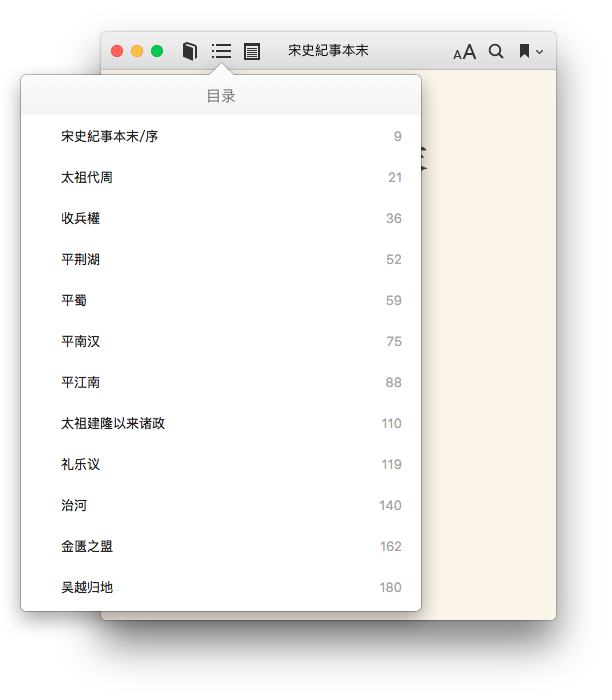 AA 宋史紀事本末
目录
宋史紀事本末/序 9
太祖代周 21
收兵權 36
平荆湖 52
平蜀 59
平南汉 75
平江南 88
太祖建隆以来诸政 110
礼乐议 119
治河 140
金匮之盟 162
吴越归地 180